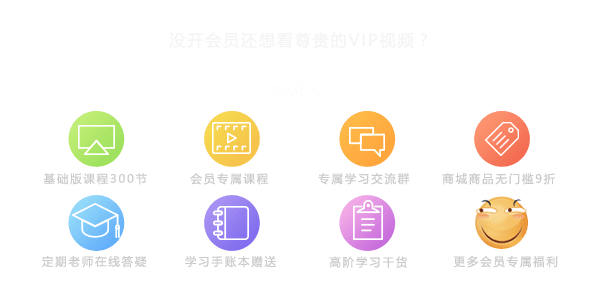 没开会员还想看尊贵的VIP视频？
基础版课程300节
会员专属课程
专属学习交流群
商城商品无门槛9折
定期老师在线答疑
学习手账本赠送
高阶学习干货
更多会员专属福利